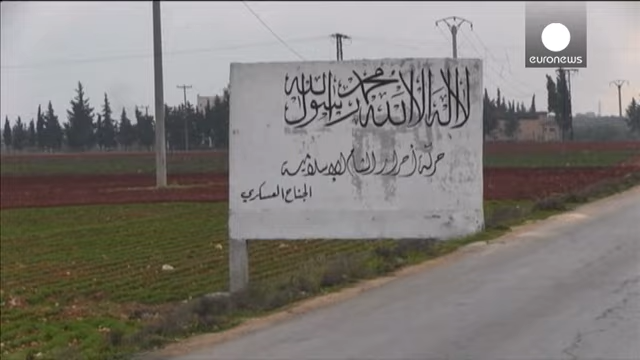 euronews
لا إله إلا الله محمد رسول الله
حركة أحرار الشام الإسلامية
الجناح العسكري